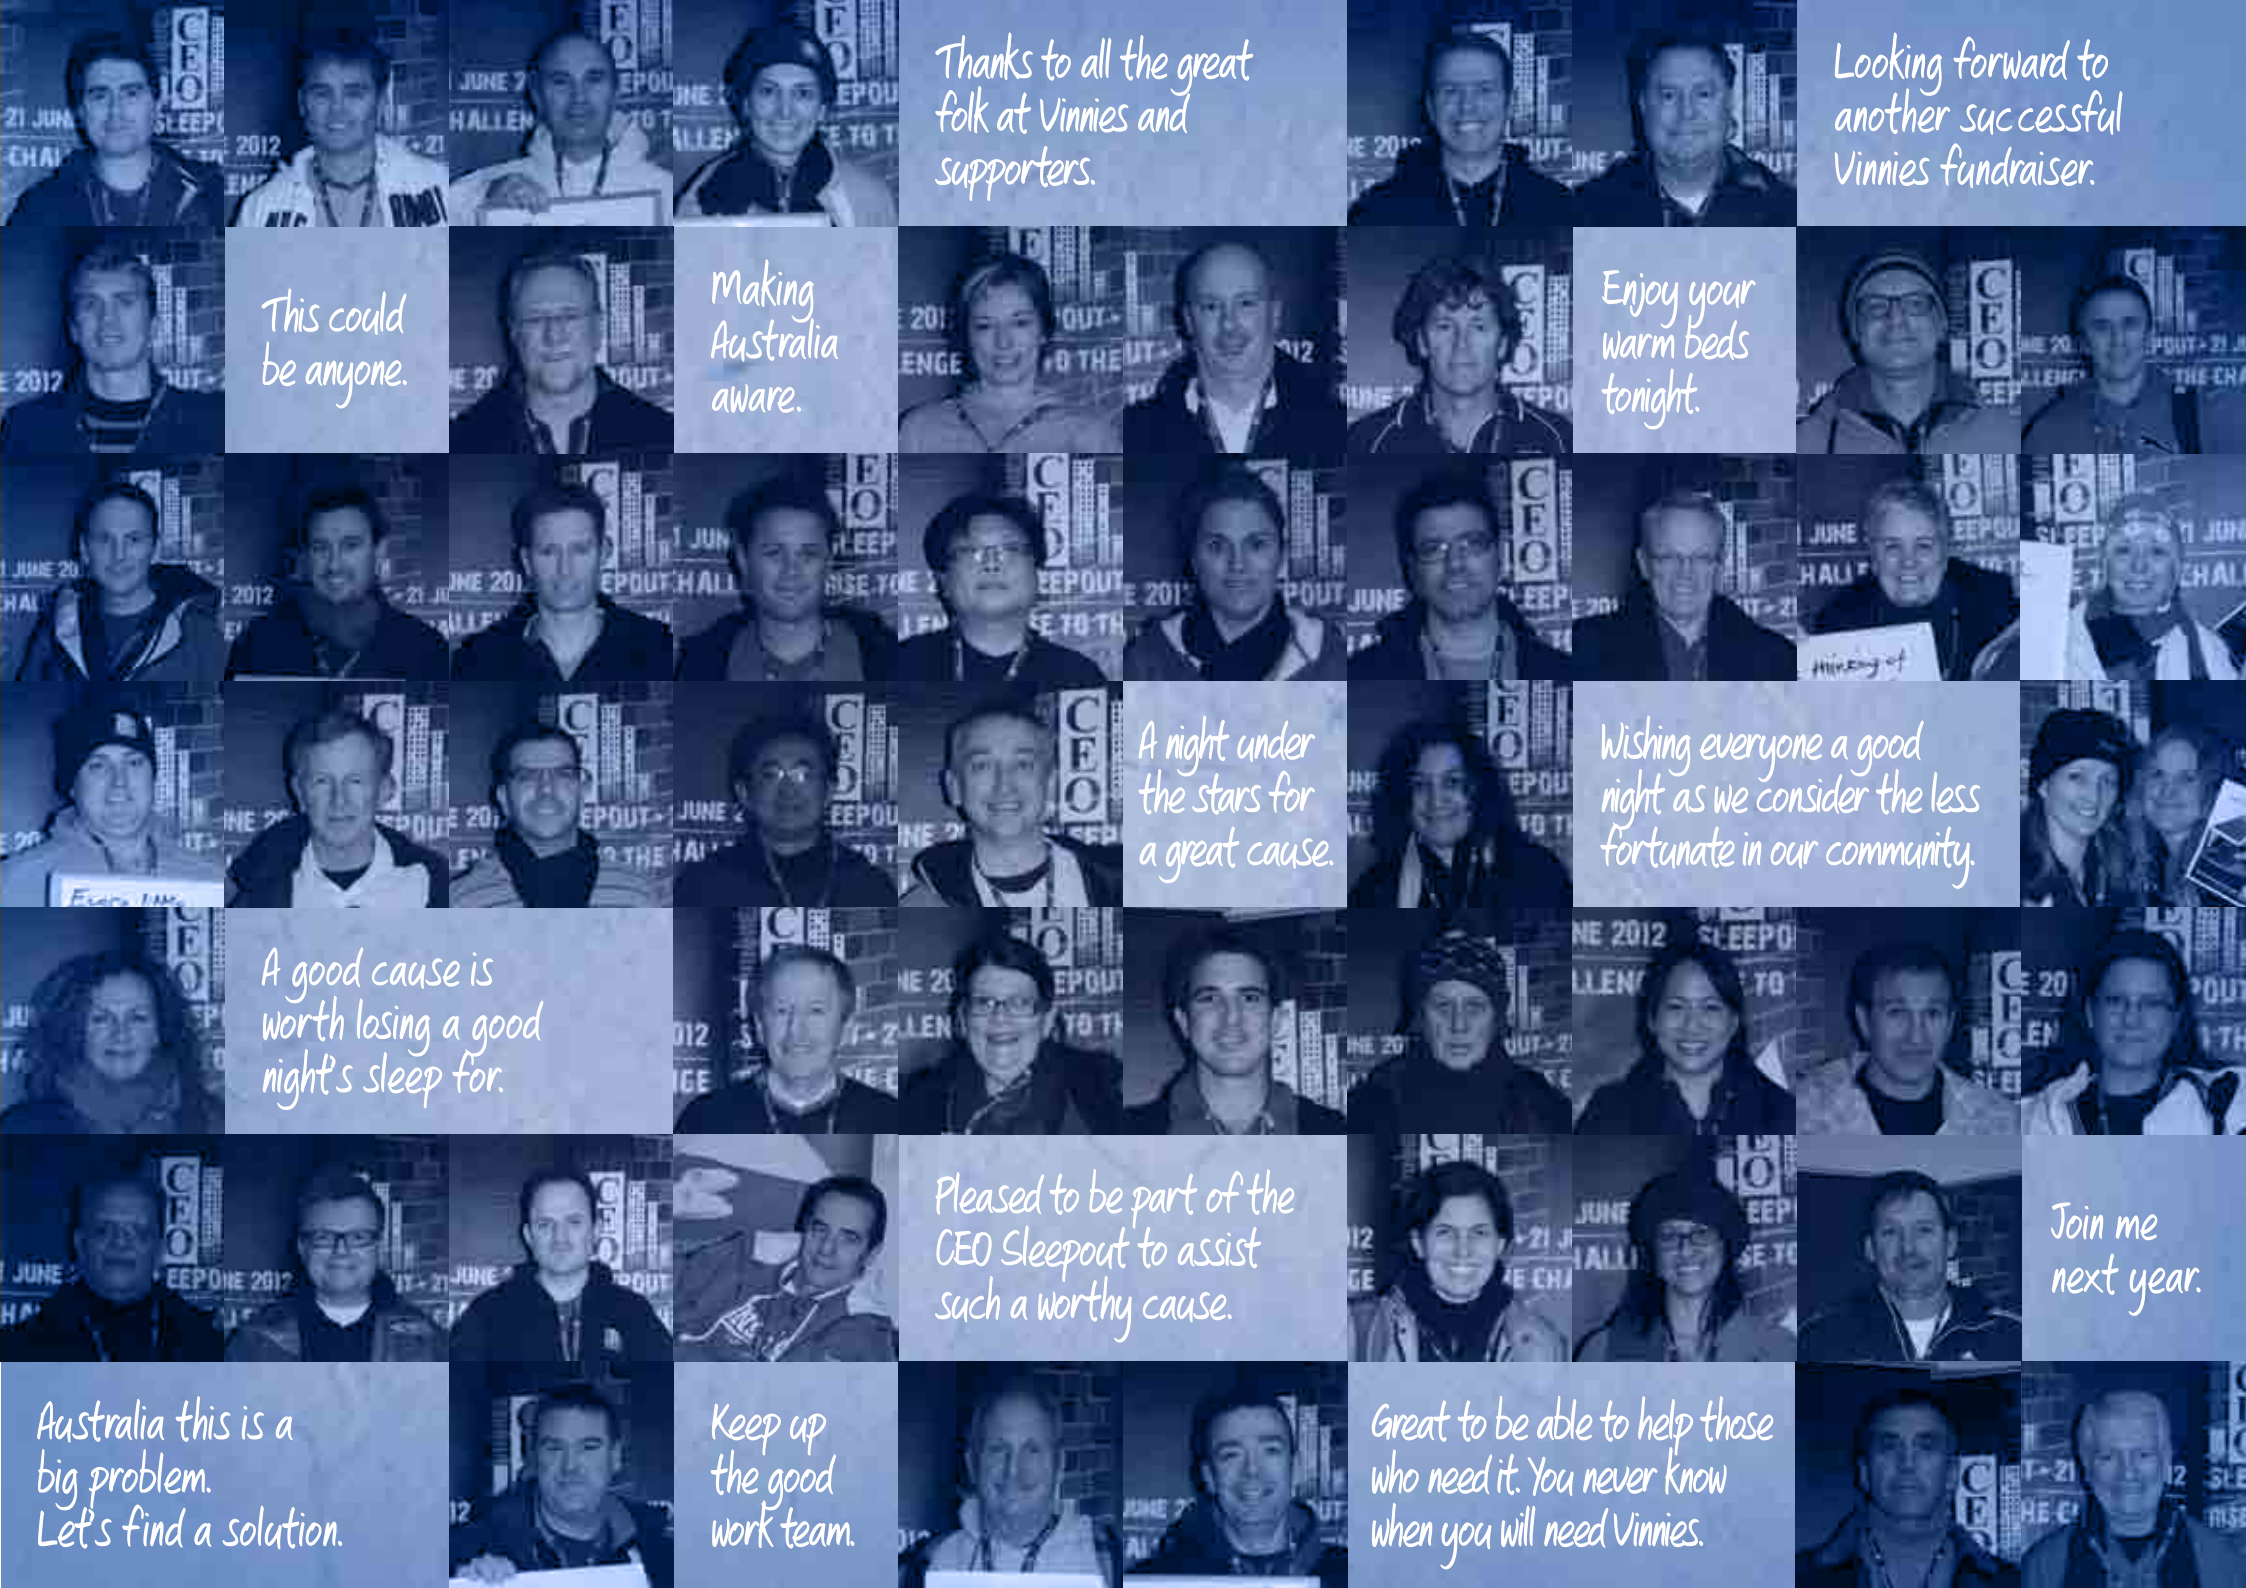 Thanks to all the great
folk at Vinnies and
supporters.
Looking forward to
another successful
Vinnies fundraiser.
This could
be anyone.
Making
Australia
aware.
Enjoy your
warm beds
tonight.
thinking of
A night under
the stars for
a great cause.
Wishing everyone a good
night as we consider the less
fortunate in our community.
A good cause is
worth losing a good
night's sleep for.
Pleased to be part of the
CEO Sleepout to assist
such a worthy cause.
Join me
next year.
Australia this is a
big problem.
Let's find a solution.
Keep up
the good
work team.
Great to be able to help those
who need it. You never know
when you will need Vinnies.